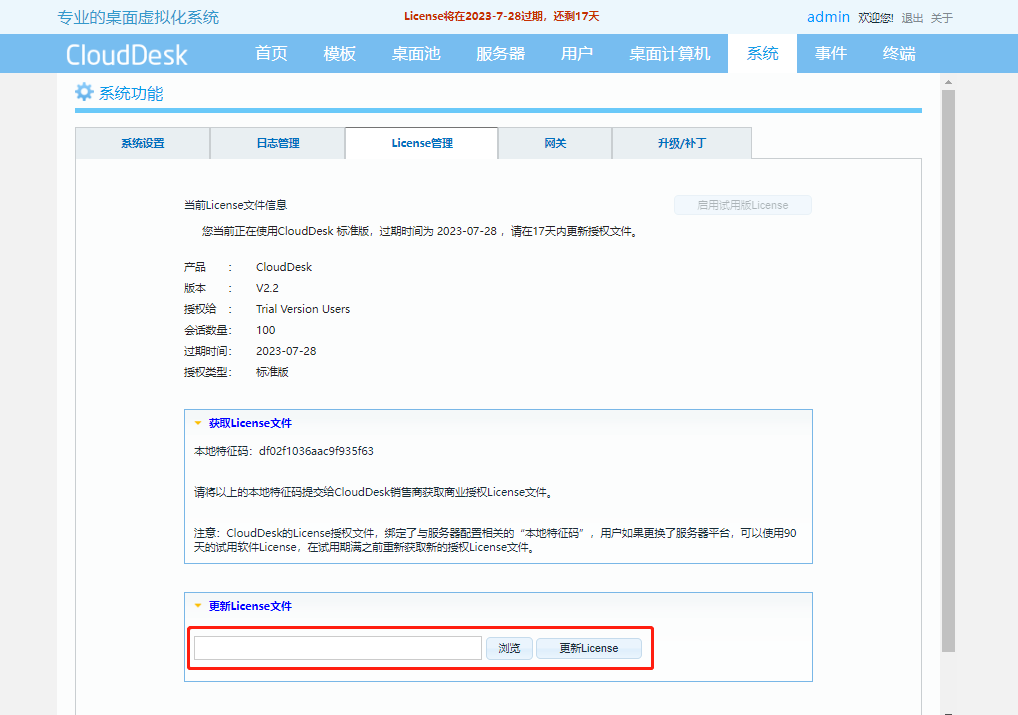 专业的桌面虚拟化系统 License将在2023-7-28过期，还剩17天 admin 欢迎您! 退出 关于
CloudDesk 首页 模板 桌面池 服务器 用户 桌面计算机 系统 事件 终端
系统功能
系统设置 日志管理 License管理 网关 升级/补丁
当前License文件信息 启用试用版License
您当前正在使用CloudDesk 标准版，过期时间为 2023-07-28 ，请在17天内更新授权文件。
产品 ： CloudDesk
版本 ： V2.2
授权给 ： Trial Version Users
会话数量： 100
过期时间： 2023-07-28
授权类型： 标准版
获取License文件
本地特征码：df02f1036aac9f935f63
请将以上的本地特征码提交给CloudDesk销售商获取商业授权License文件。
注意：CloudDesk的License授权文件，绑定了与服务器配置相关的“本地特征码”，用户如果更换了服务器平台，可以使用90
天的试用软件License，在试用期满之前重新获取新的授权License文件。
更新License文件
浏览 更新License